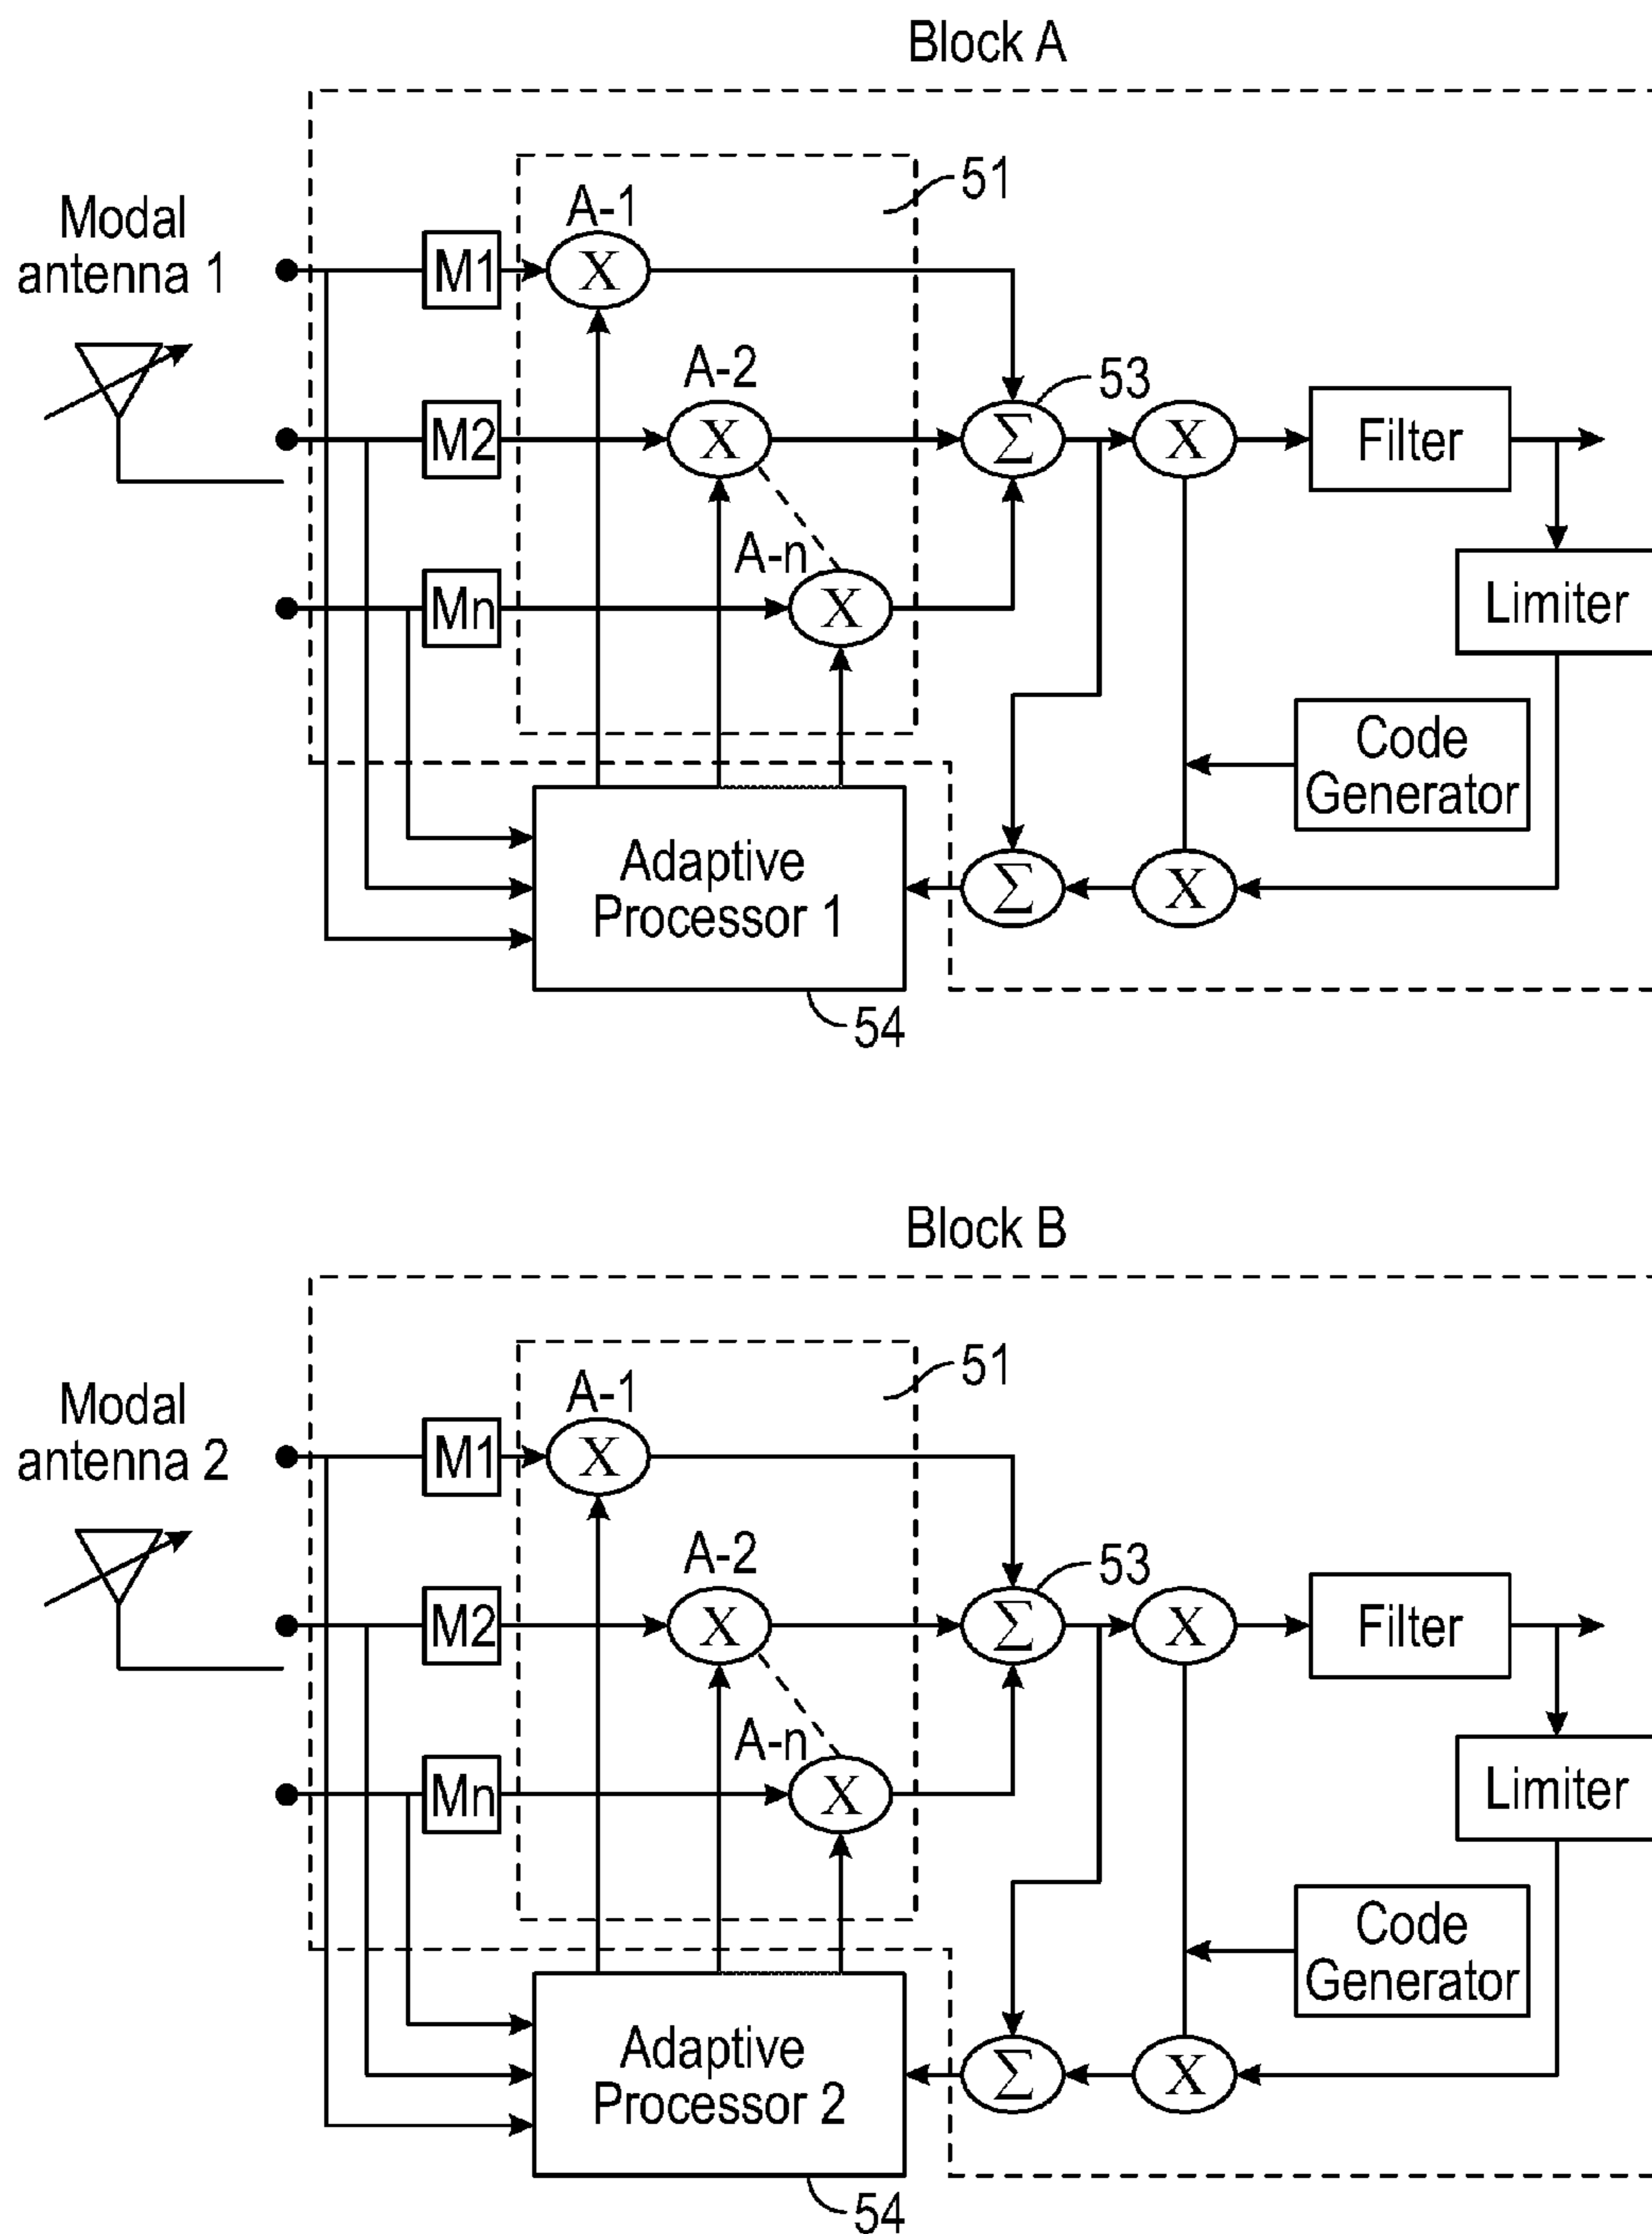 Block A
51
A-1
Modal
antenna 1
M1
X
A-2
53
M2
X
Σ
X
Filter
A-n
Mn
X
Limiter
Code
Generator
Adaptive
Processor 1
Σ
X
54
Block B
51
A-1
Modal
antenna 2
M1
X
A-2
53
M2
X
Σ
X
Filter
A-n
Mn
X
Limiter
Code
Generator
Adaptive
Processor 2
Σ
X
54